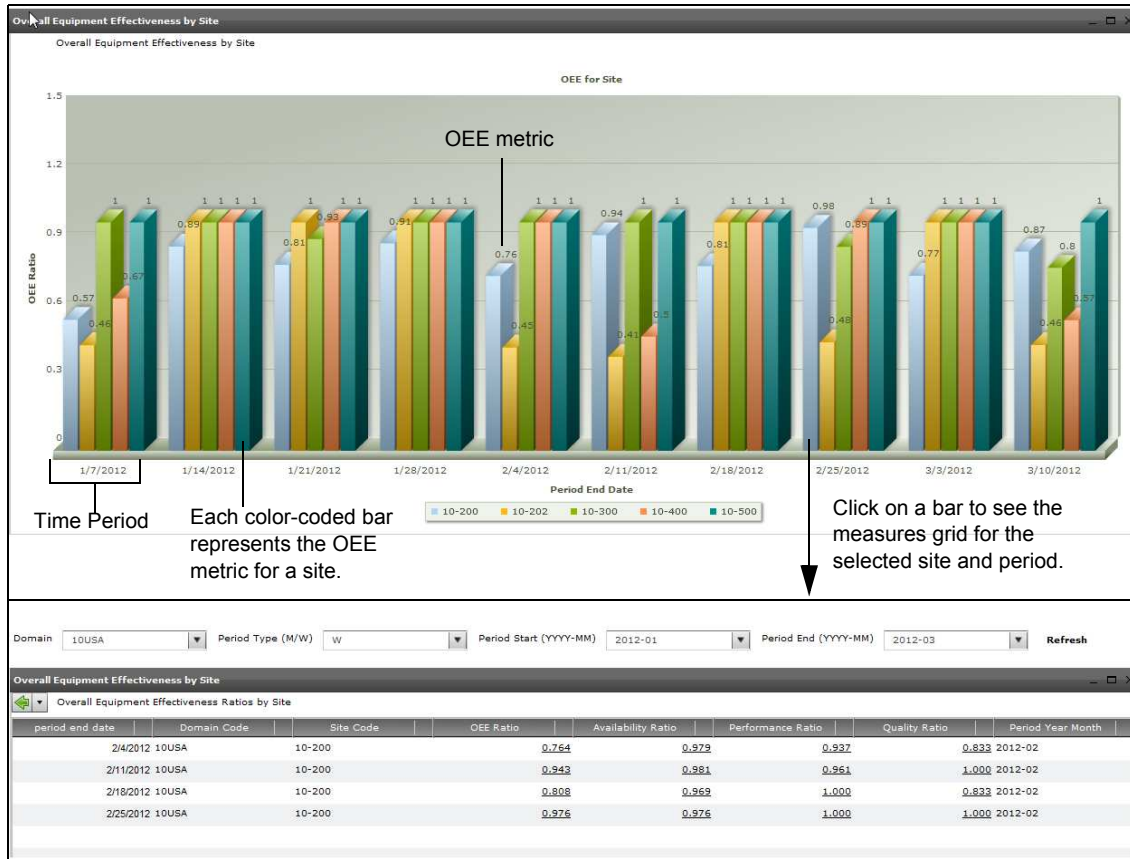 Overall Equipment Effectiveness by Site
Overall Equipment Effectiveness by Site
OEE for Site
OEE metric
OEE Ratio
1.5
1.2
0.9
0.6
0.3
0
0.57 0.46 1 0.67 1
0.89 1 1 1 1
0.81 1 0.93 1 1
0.91 1 1 1 1
0.76 0.45 1 1 1
0.94 0.41 1 0.5 1
0.81 1 1 1 1
0.98 0.48 0.89 1 1
0.77 1 1 1 1
0.87 0.46 0.8 0.57 1
1/7/2012 1/14/2012 1/21/2012 1/28/2012 2/4/2012 2/11/2012 2/18/2012 2/25/2012 3/3/2012 3/10/2012
Period End Date
10-200 10-202 10-300 10-400 10-500
Time Period
Each color-coded bar
represents the OEE
metric for a site.
Click on a bar to see the
measures grid for the
selected site and period.
Domain 10USA Period Type (M/W) W Period Start (YYYY-MM) 2012-01 Period End (YYYY-MM) 2012-03 Refresh
Overall Equipment Effectiveness by Site
Overall Equipment Effectiveness Ratios by Site
period end date Domain Code Site Code OEE Ratio Availability Ratio Performance Ratio Quality Ratio Period Year Month
2/4/2012 10USA 10-200 0.764 0.979 0.937 0.833 2012-02
2/11/2012 10USA 10-200 0.943 0.981 0.961 1.000 2012-02
2/18/2012 10USA 10-200 0.808 0.969 1.000 0.833 2012-02
2/25/2012 10USA 10-200 0.976 0.976 1.000 1.000 2012-02